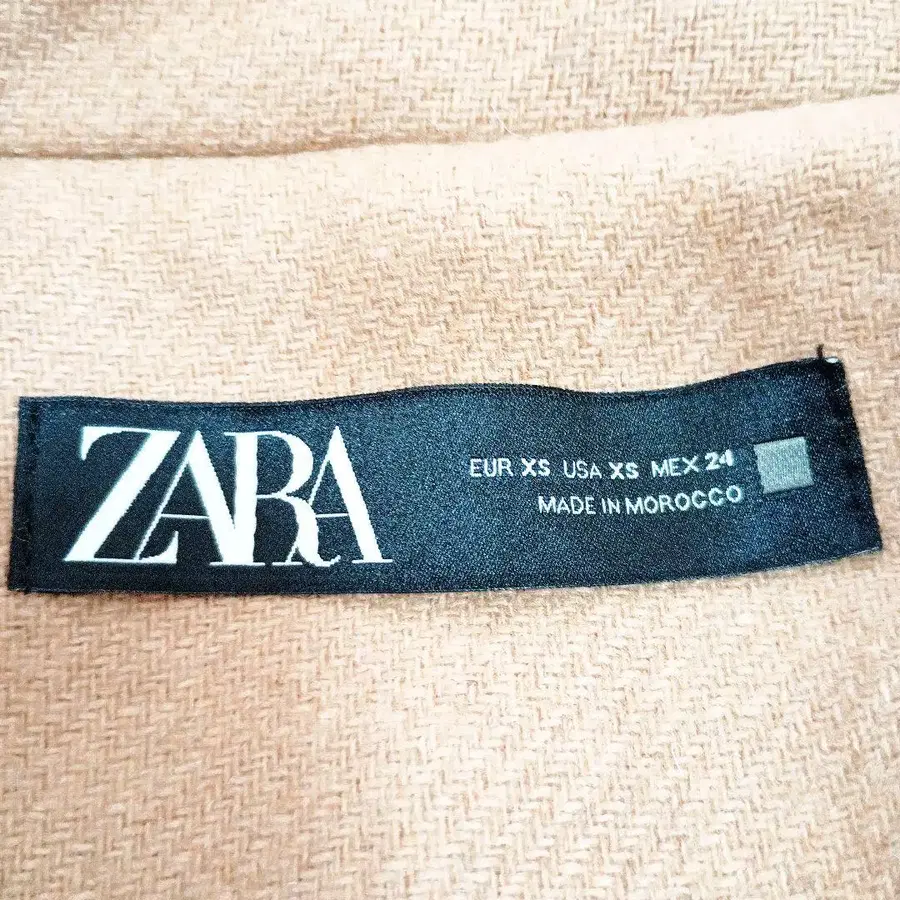 ZARA
EUR XS USA XS MEX 24
MADE IN MOROCCO